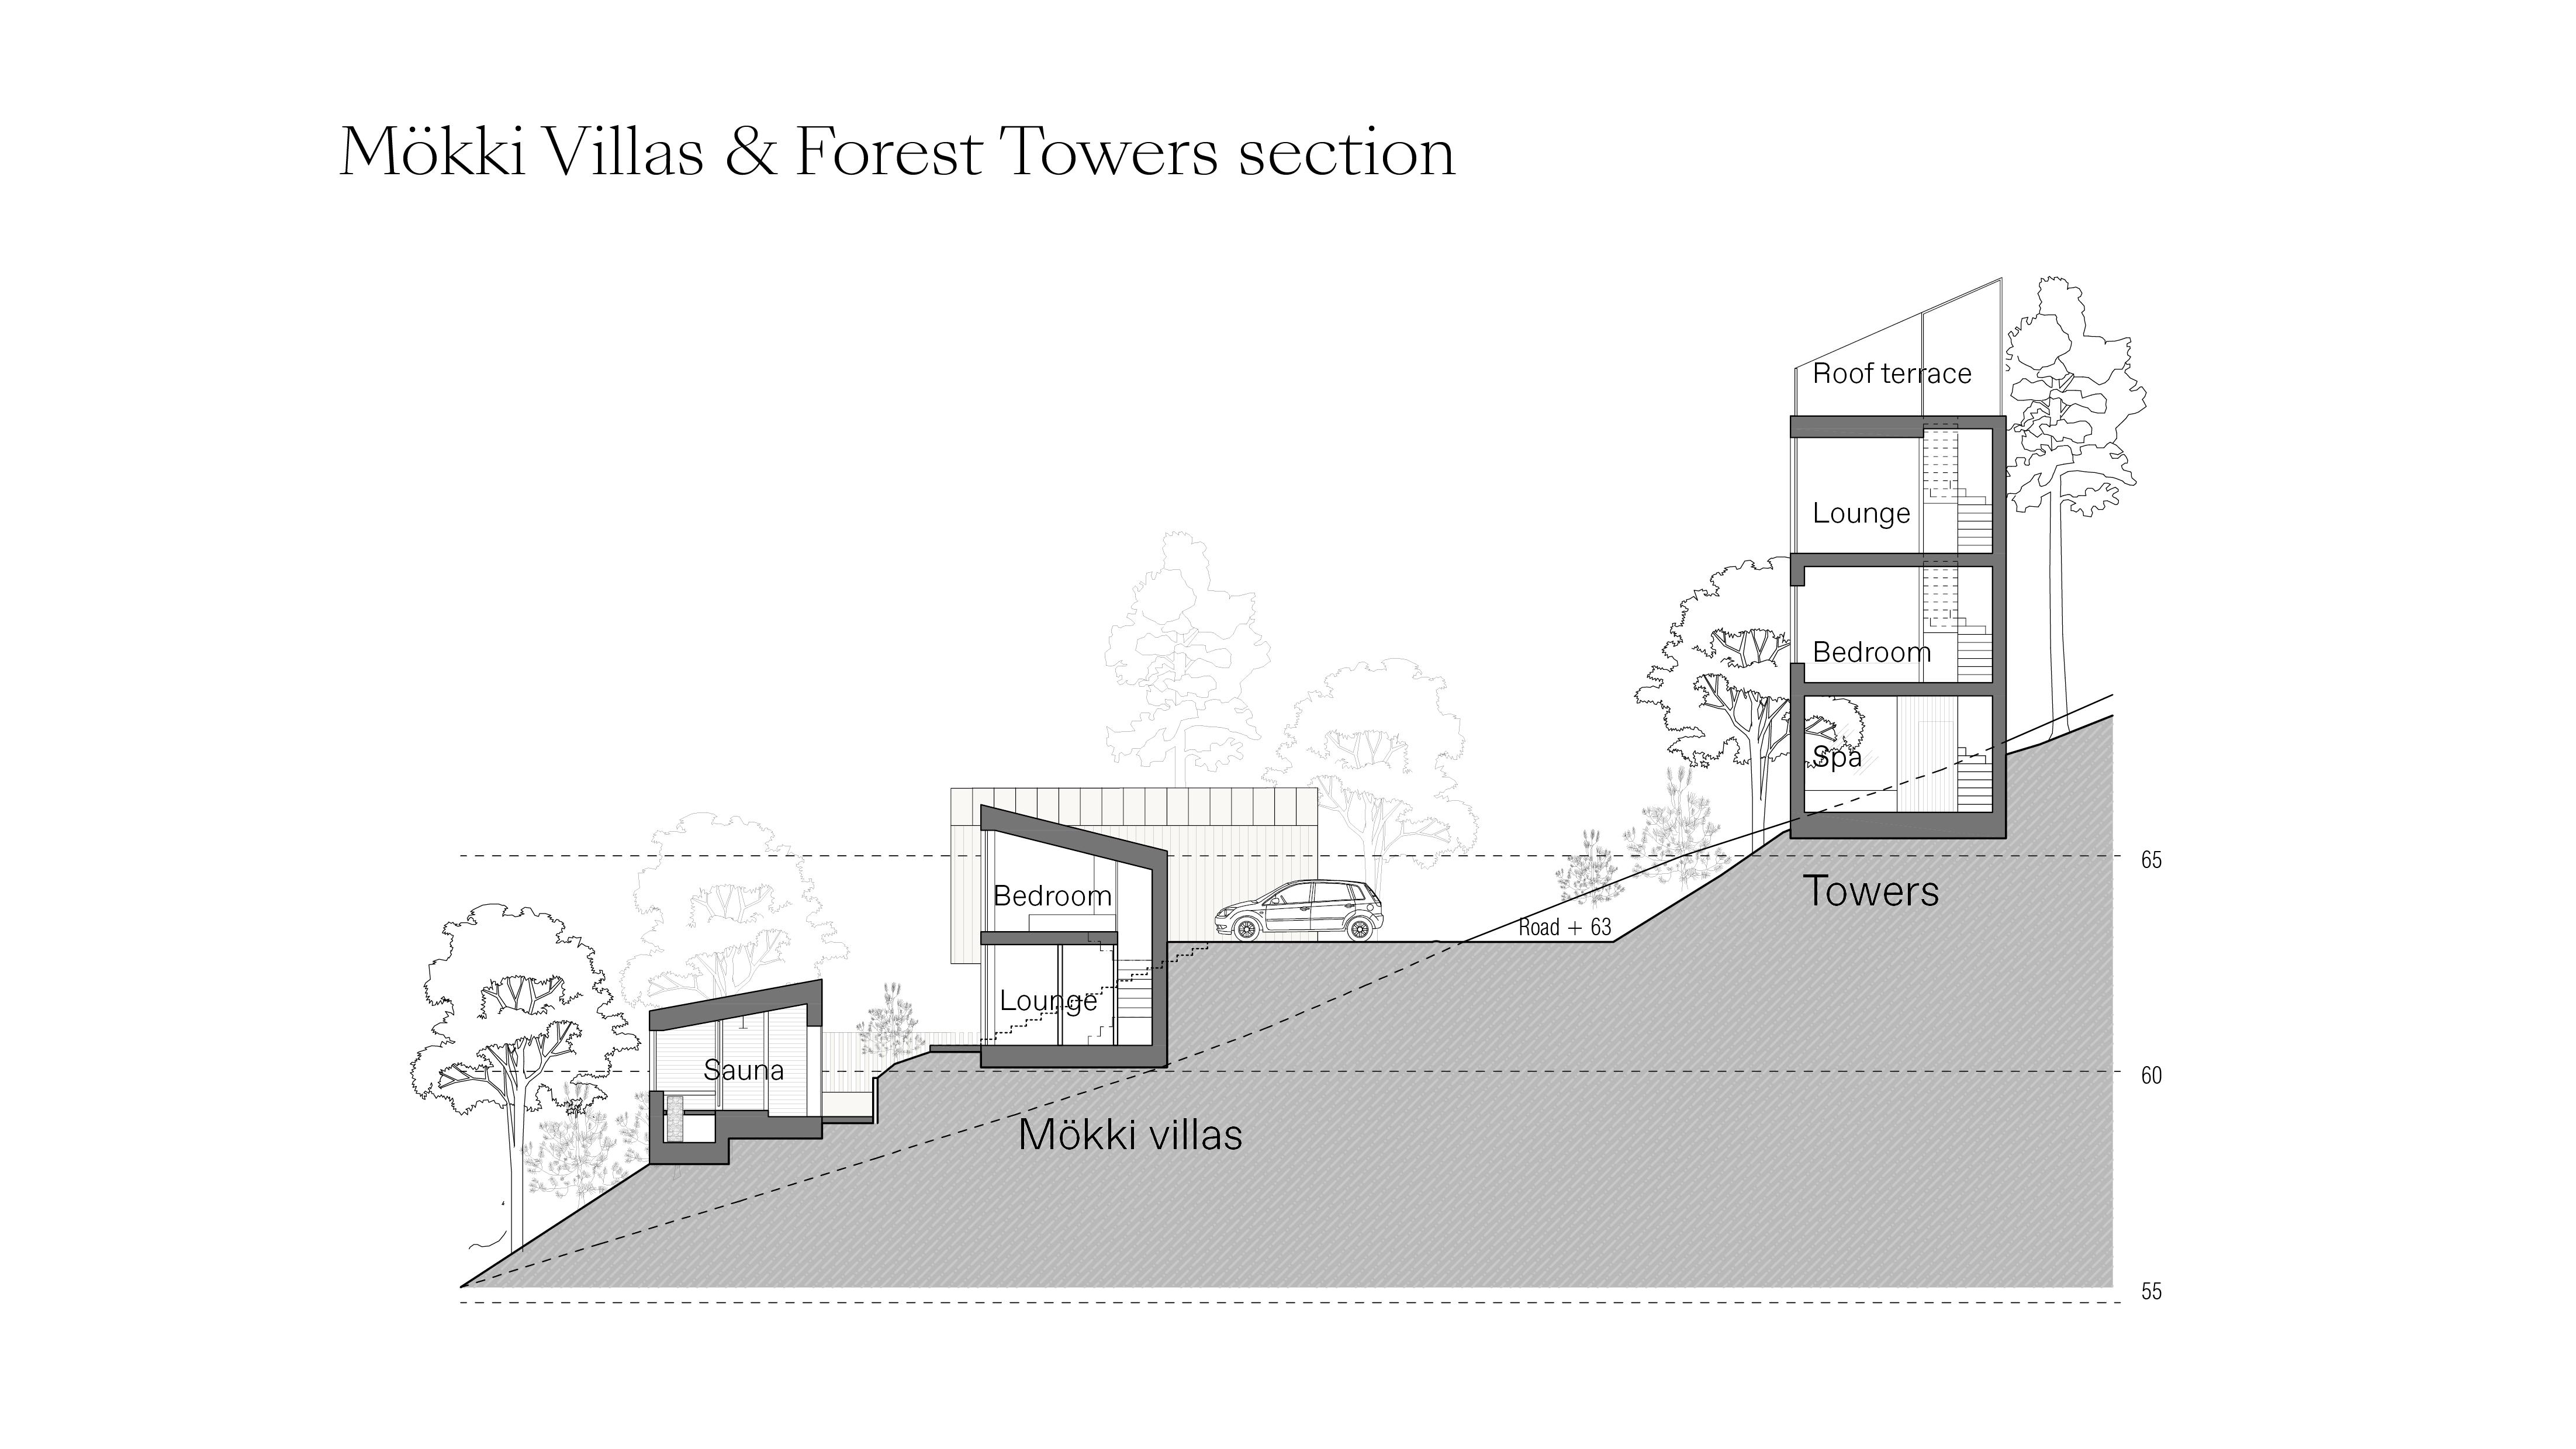 Mökki Villas & Forest Towers section
Roof terrace
Lounge
Bedroom
Spa
65
Towers
Bedroom
Road + 63
Lounge
Sauna
60
Mökki villas
55